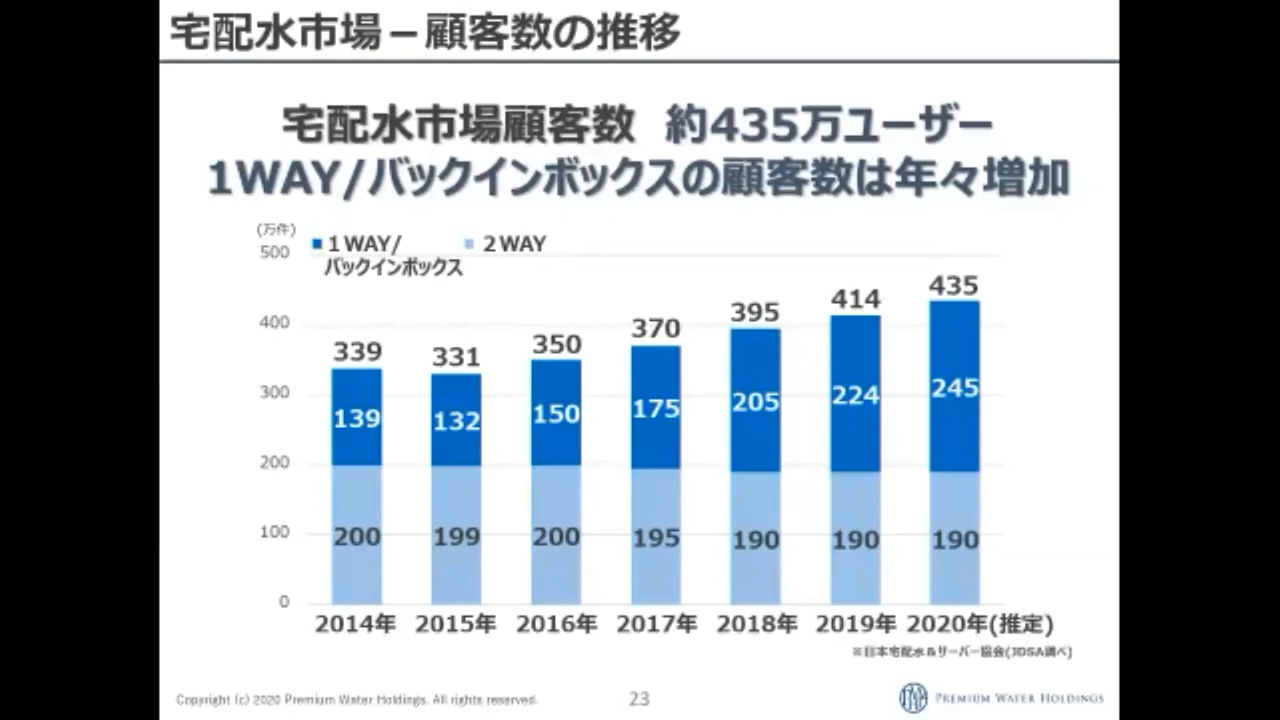 宅配水市場－顧客数の推移
宅配水市場顧客数 約435万ユーザー
1WAY/バックインボックスの顧客数は年々増加
(万件)
1WAY/
バックインボックス
2WAY
500
400
300
200
100
0
339
331
350
370
395
414
435
139
132
150
175
205
224
245
200
199
200
195
190
190
190
2014年 2015年 2016年 2017年 2018年 2019年 2020年(推定)
※日本宅配水&サーバー協会(JDSA調べ)
Copyright (c) 2020 Premium Water Holdings. All rights reserved.
23
PREMIUM WATER HOLDINGS